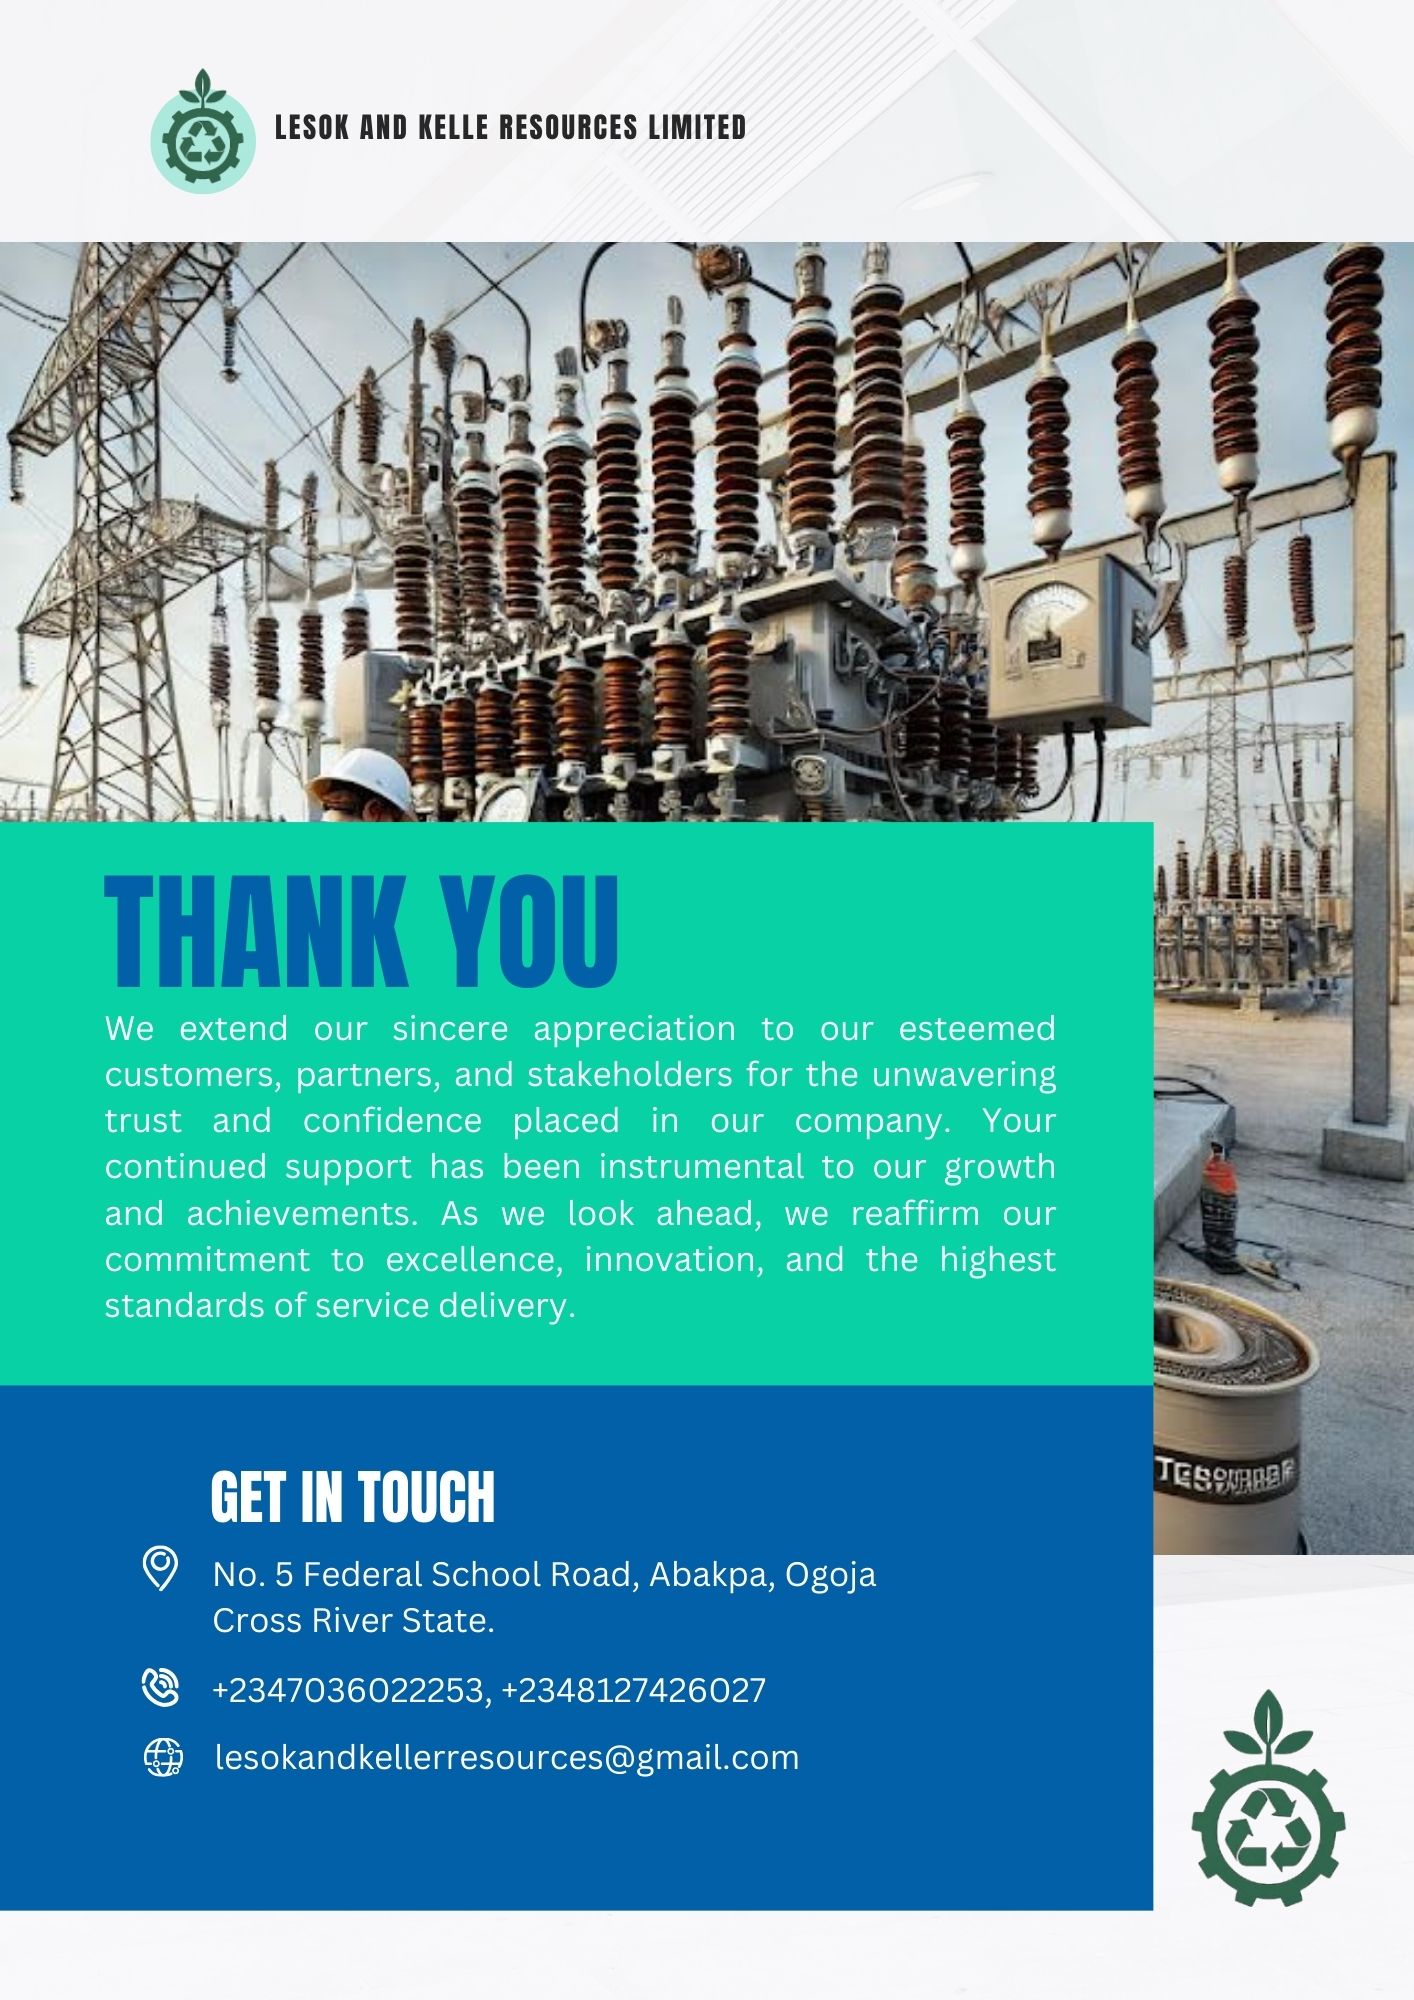 LESOK AND KELLE RESOURCES LIMITED
THANK YOU
We extend our sincere appreciation to our esteemed
customers, partners, and stakeholders for the unwavering
trust and confidence placed in our company. Your
continued support has been instrumental to our growth
and achievements. As we look ahead, we reaffirm our
commitment to excellence, innovation, and the highest
standards of service delivery.
GET IN TOUCH
No. 5 Federal School Road, Abakpa, Ogoja
Cross River State.
+2347036022253, +2348127426027
lesokandkellerresources@gmail.com